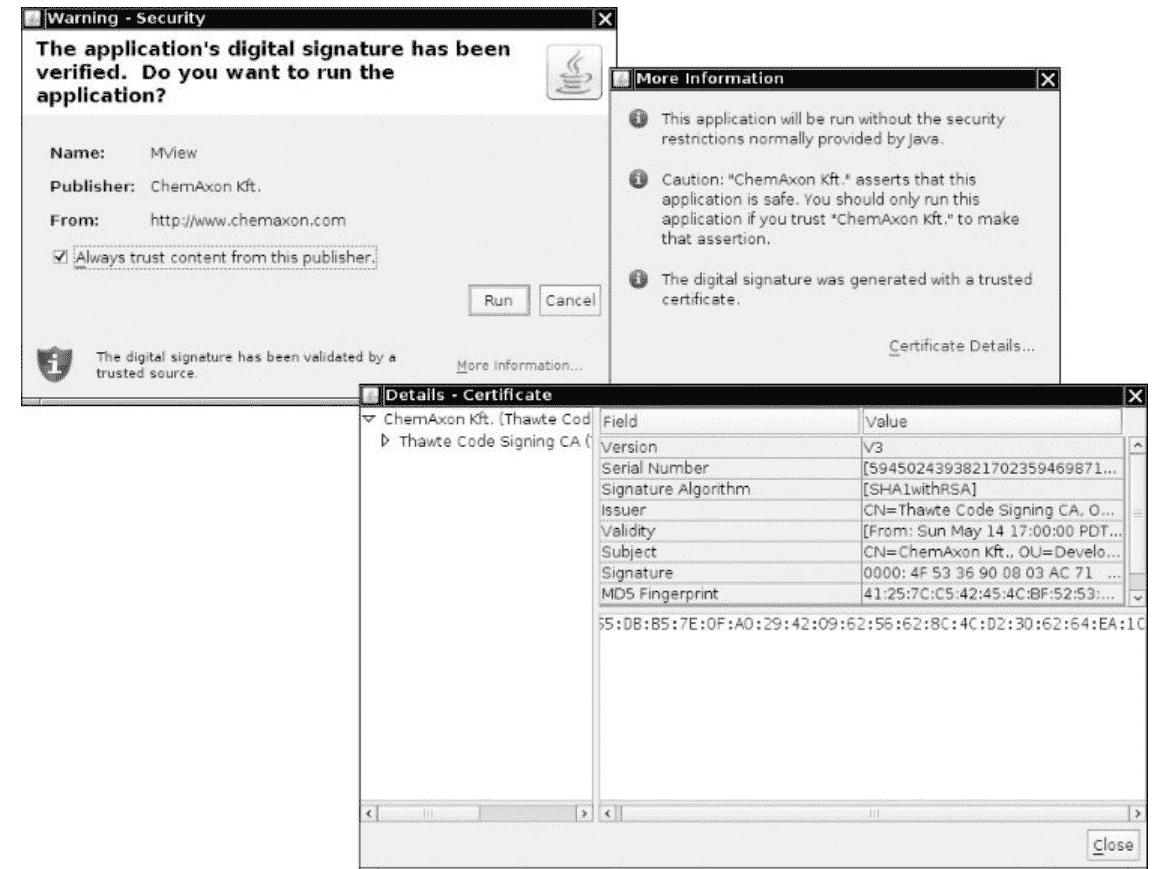 Warning - Security
The application's digital signature has been
verified. Do you want to run the
application?
Name: MView
Publisher: ChemAxon Kft.
From: http://www.chemaxon.com
Always trust content from this publisher.
Run Cancel
The digital signature has been validated by a
trusted source.
More Information...
More Information
This application will be run without the security
restrictions normally provided by Java.
Caution: "ChemAxon Kft." asserts that this
application is safe. You should only run this
application if you trust "ChemAxon Kft." to make
that assertion.
The digital signature was generated with a trusted
certificate.
Certificate Details...
Details - Certificate
ChemAxon Kft. (Thawte Cod
Thawte Code Signing CA (
Field Value
Version V3
Serial Number [5945024393821702359469871...
Signature Algorithm [SHA1withRSA]
Issuer CN=Thawte Code Signing CA, O...
Validity [From: Sun May 14 17:00:00 PDT...
Subject CN=ChemAxon Kft., OU=Develo...
Signature 0000: 4F 53 36 90 08 03 AC 71 ...
MD5 Fingerprint 41:25:7C:C5:42:45:4C:BF:52:53:...
55:DB:B5:7E:0F:A0:29:42:09:62:56:62:8C:4C:D2:30:62:64:EA:1C
Close